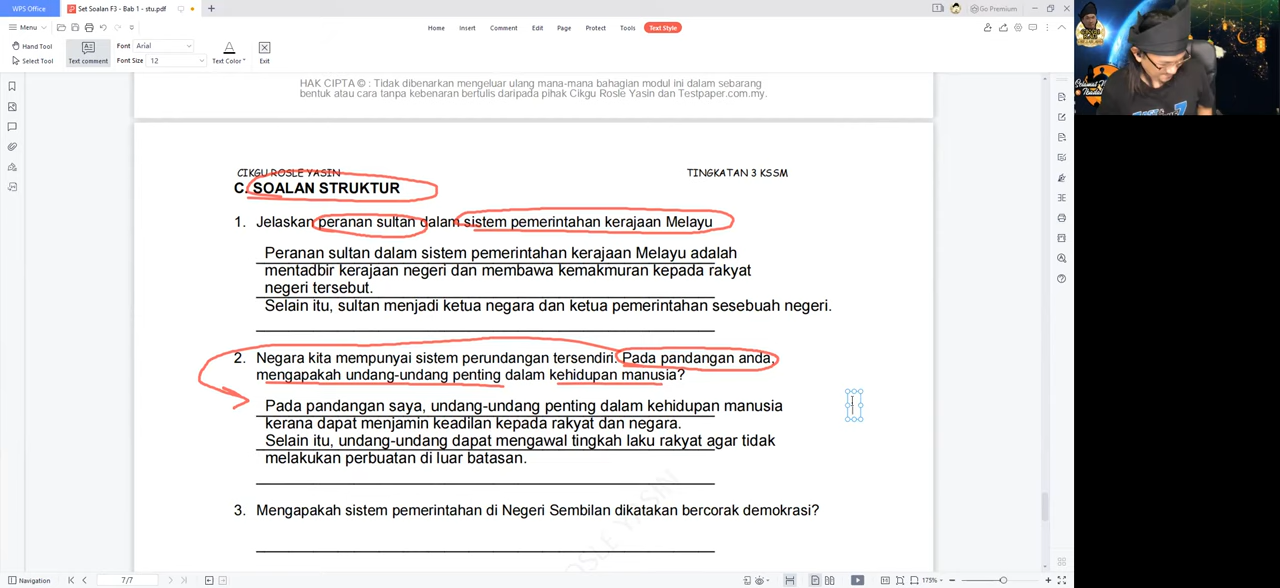 WPS Office
Set Soalan F3 - Bab 1 - stu.pdf
Go Premium
Menu
Home
Insert
Comment
Edit
Page
Protect
Tools
Text Style
Hand Tool
Select Tool
Text comment
Font
Arial
Font Size
12
Text Color
Exit
HAK CIPTA © : Tidak dibenarkan mengeluar ulang mana-mana bahagian modul ini dalam sebarang
bentuk atau cara tanpa kebenaran bertulis daripada pihak Cikgu Rosle Yasin dan Testpaper.com.my.
CIKGU ROSLE YASIN
TINGKATAN 3 KSSM
C. SOALAN STRUKTUR
1. Jelaskan peranan sultan dalam sistem pemerintahan kerajaan Melayu
Peranan sultan dalam sistem pemerintahan kerajaan Melayu adalah
mentadbir kerajaan negeri dan membawa kemakmuran kepada rakyat
negeri tersebut.
Selain itu, sultan menjadi ketua negara dan ketua pemerintahan sesebuah negeri.
2. Negara kita mempunyai sistem perundangan tersendiri. Pada pandangan anda,
mengapakah undang-undang penting dalam kehidupan manusia?
Pada pandangan saya, undang-undang penting dalam kehidupan manusia
kerana dapat menjamin keadilan kepada rakyat dan negara.
Selain itu, undang-undang dapat mengawal tingkah laku rakyat agar tidak
melakukan perbuatan di luar batasan.
3. Mengapakah sistem pemerintahan di Negeri Sembilan dikatakan bercorak demokrasi?
OSLE YASIN
Navigation
7/7
175%